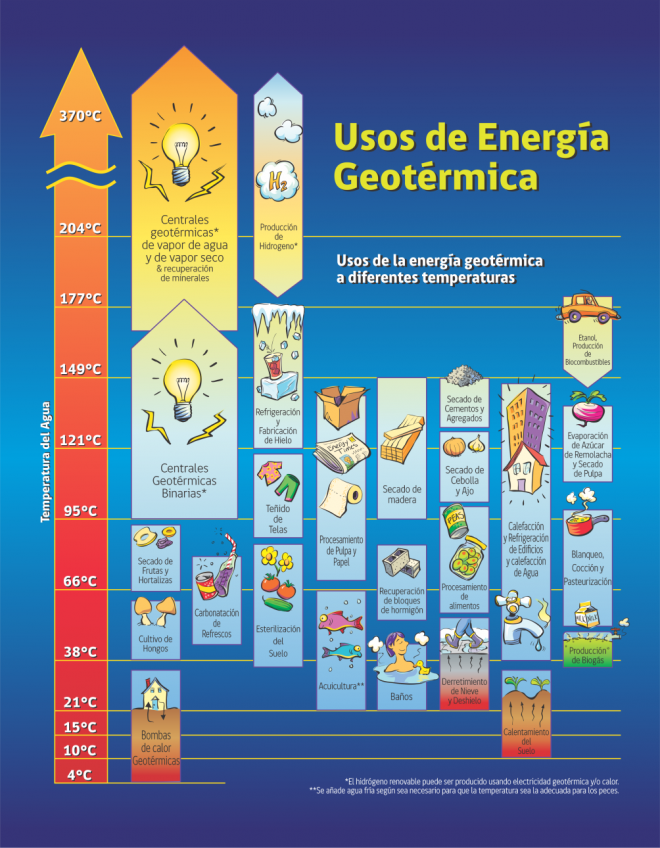 Usos de Energía
Geotérmica
Usos de la energía geotérmica
a diferentes temperaturas
Temperatura del Agua
370°C
204°C
177°C
149°C
121°C
95°C
66°C
38°C
21°C
15°C
10°C
4°C
Centrales
geotérmicas*
de vapor de agua
y de vapor seco
& recuperación
de minerales
H2
Producción
de
Hidrogeno*
Centrales
Geotérmicas
Binarias*
Refrigeración
y
Fabricación
de Hielo
Etanol,
Producción
de
Biocombustibles
Secado de
Cementos y
Agregados
Evaporación
de Azúcar
de Remolacha
y Secado
de Pulpa
Energy
Times
Procesamiento
de Pulpa y
Papel
Secado de
madera
Secado de
Cebolla
y Ajo
Teñido
de
Telas
Calefacción
y Refrigeración
de Edificios
y calefacción
de Agua
PEAS
Procesamiento
de
alimentos
Blanqueo,
Cocción y
Pasteurización
MILK
Secado de
Frutas y
Hortalizas
Carbonatación
de
Refrescos
Recuperación
de bloques
de hormigón
Cultivo de
Hongos
Esterilización
del
Suelo
Producción*
de Biogás
Acuicultura**
Baños
Derretimiento
de Nieve
y Deshielo
Bombas
de calor
Geotérmicas
Calentamiento
del
Suelo
*El hidrógeno renovable puede ser producido usando electricidad geotérmica y/o calor.
**Se añade agua fría según sea necesario para que la temperatura sea la adecuada para los peces.